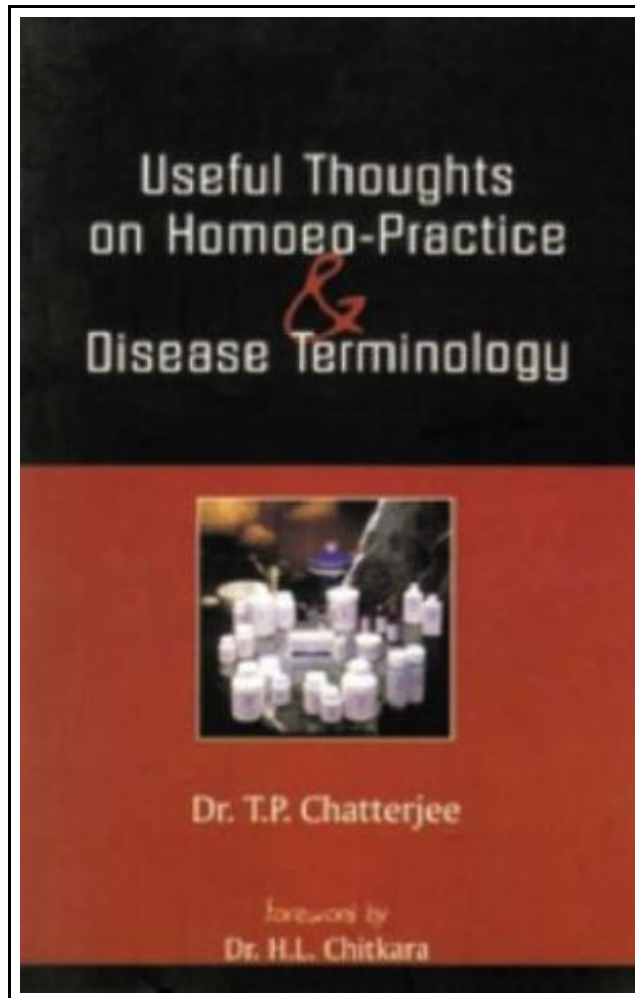 Useful Thoughts
on Homoeo-Practice
&
Disease Terminology
Dr. T.P. Chatterjee
foreword by
Dr. H.L. Chitkara